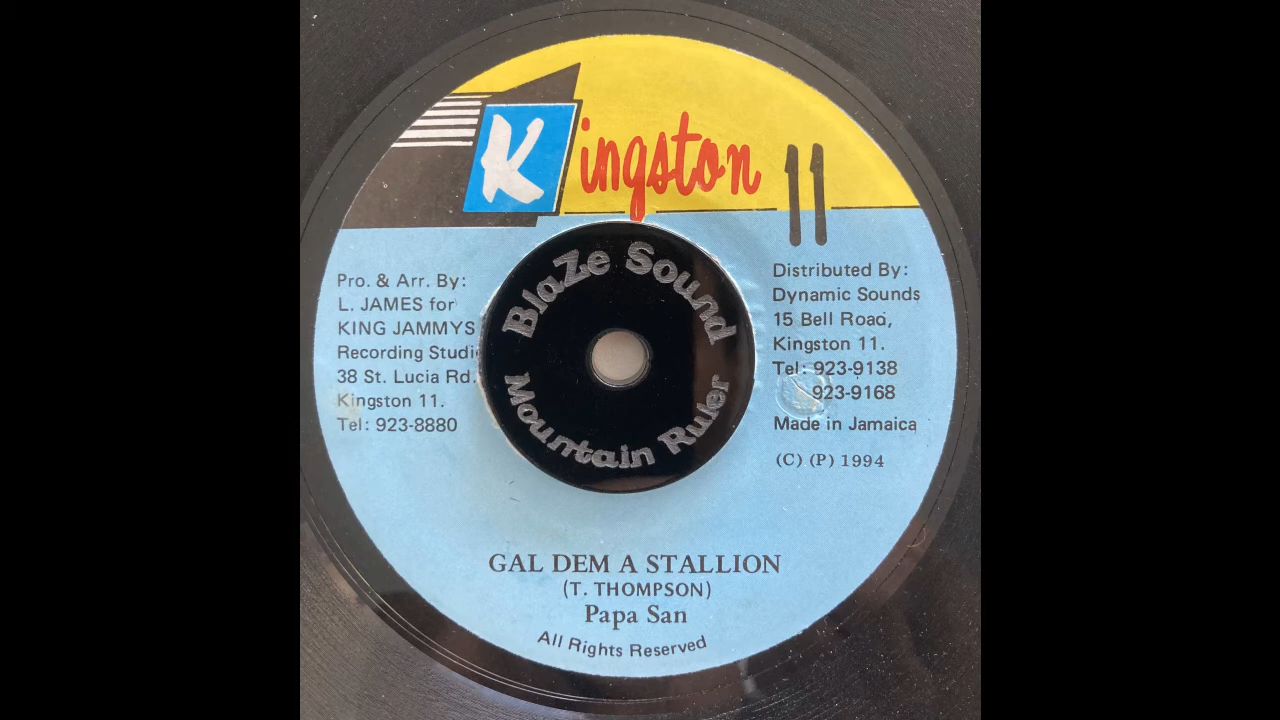 Kingston 11
Pro. & Arr. By:
L. JAMES for
KING JAMMYS
Recording Studi
38 St. Lucia Rd.
Kingston 11.
Tel: 923-8880
BlaZe Sound
Mountain Ruler
Distributed By:
Dynamic Sounds
15 Bell Road,
Kingston 11.
Tel: 923-9138
923-9168
Made in Jamaica
(C) (P) 1994
GAL DEM A STALLION
(T. THOMPSON)
Papa San
All Rights Reserved